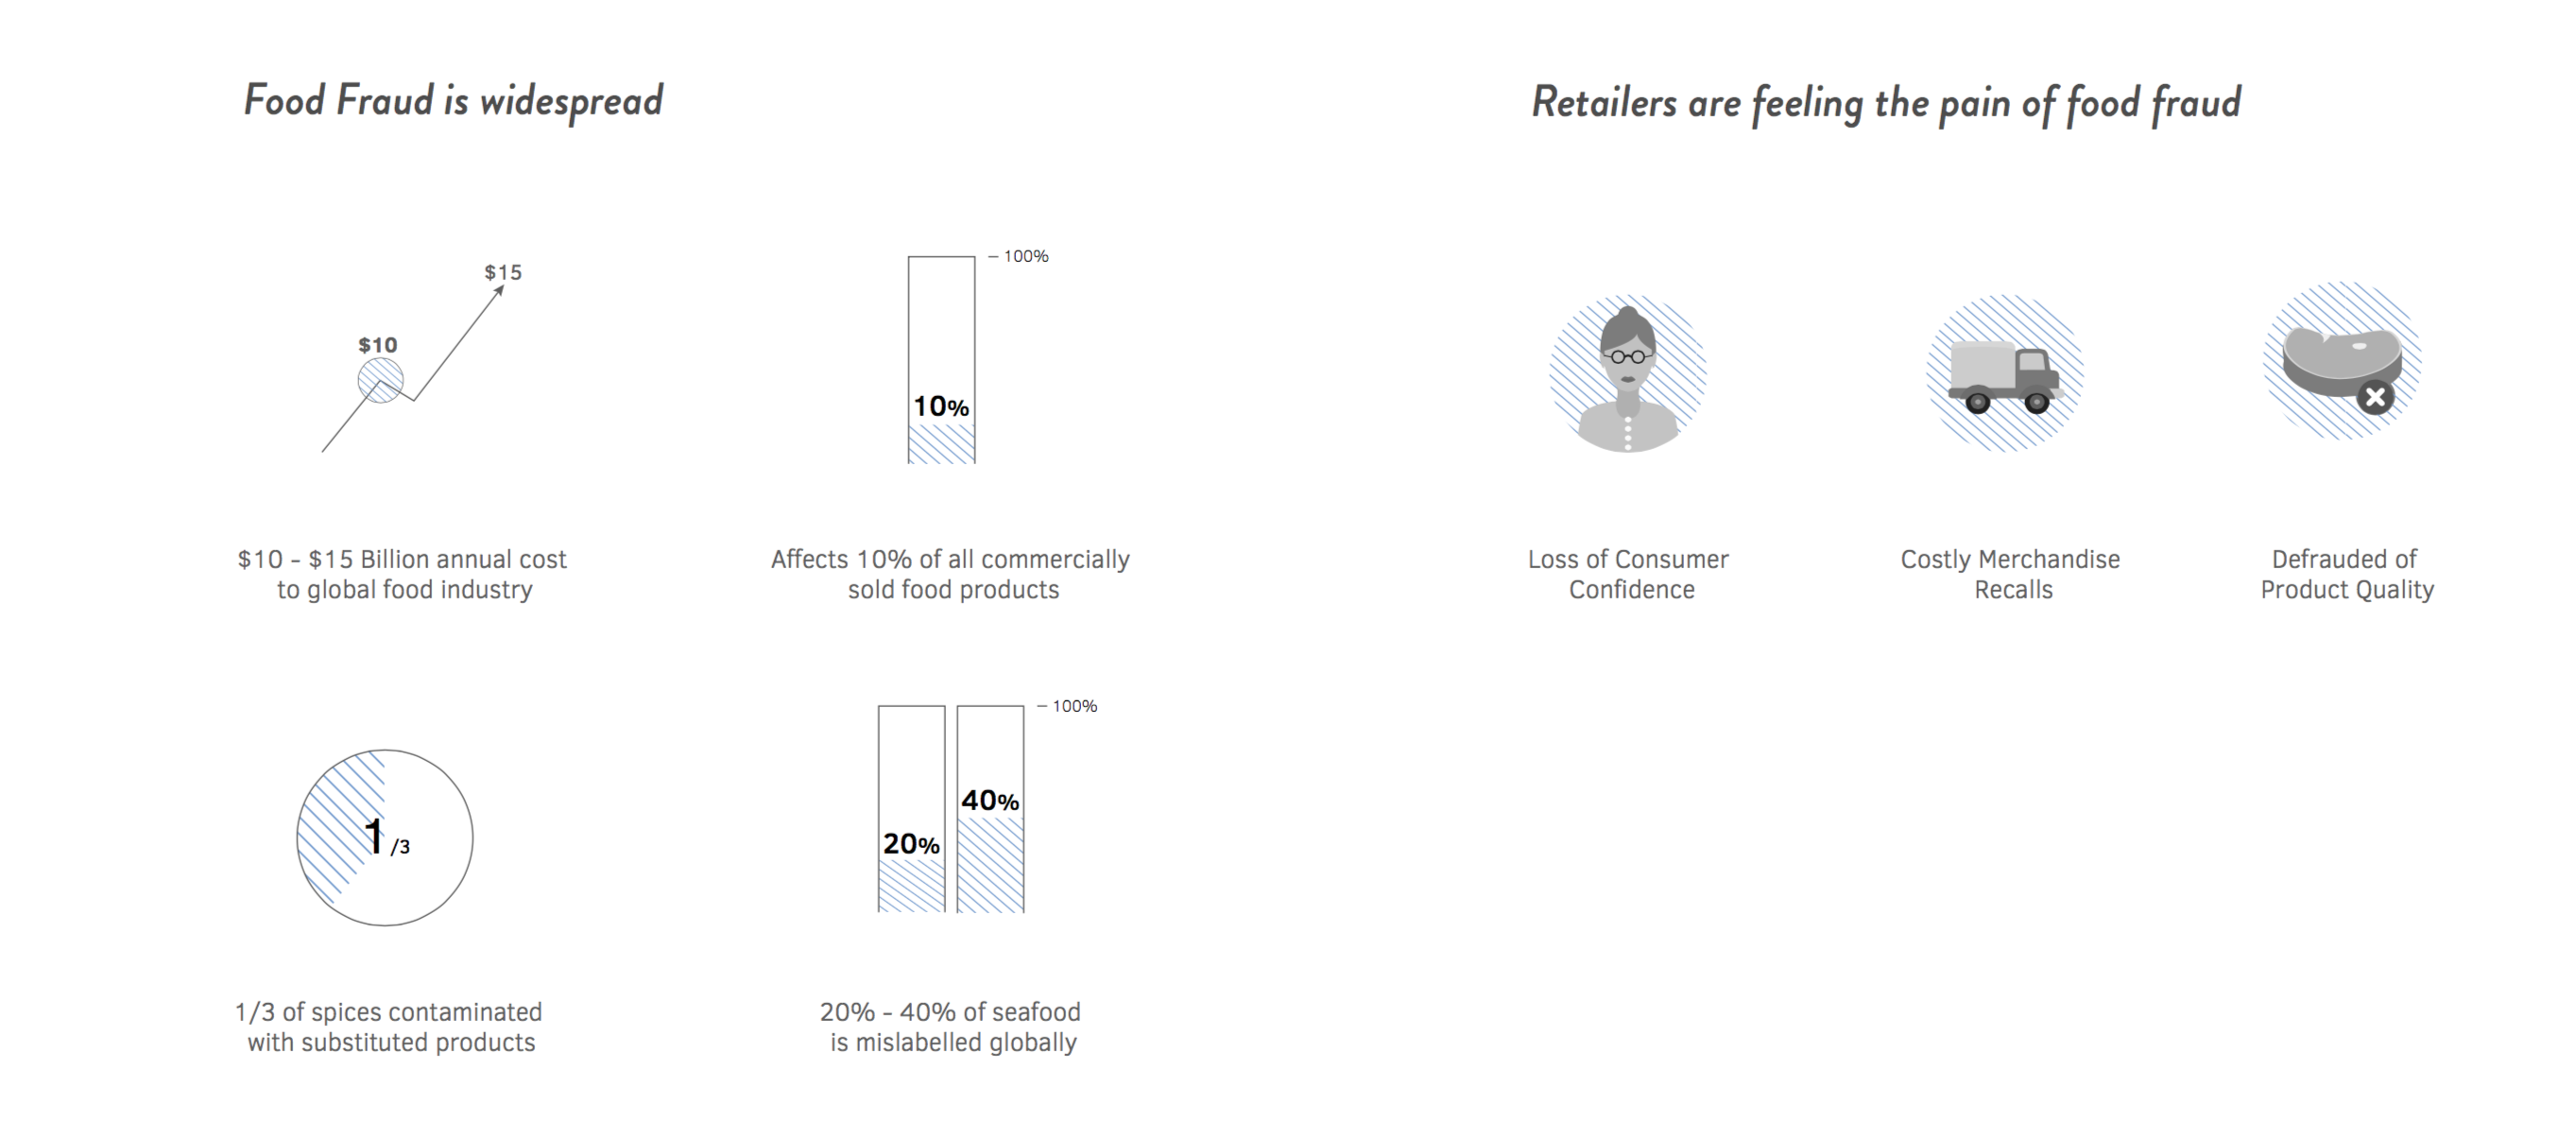 Food Fraud is widespread
$15
$10
– 100%
10%
$10 - $15 Billion annual cost
to global food industry
Affects 10% of all commercially
sold food products
– 100%
40%
20%
1/3
1/3 of spices contaminated
with substituted products
20% - 40% of seafood
is mislabelled globally
Retailers are feeling the pain of food fraud
Loss of Consumer
Confidence
Costly Merchandise
Recalls
Defrauded of
Product Quality